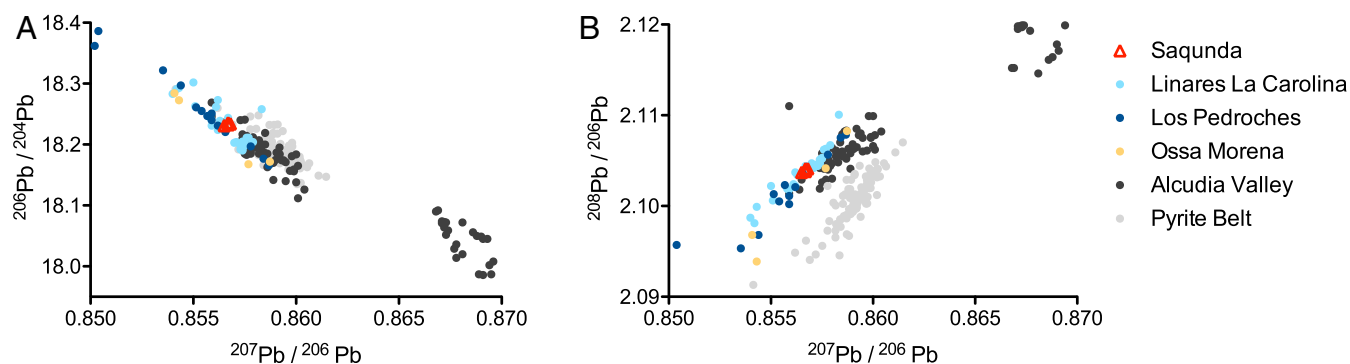 A
18.4
18.3
18.2
18.1
18.0
206Pb / 204Pb
0.850 0.855 0.860 0.865 0.870
207Pb / 206 Pb
B
2.12
2.11
2.10
2.09
208Pb / 206Pb
0.850 0.855 0.860 0.865 0.870
207Pb / 206 Pb
Saqunda
Linares La Carolina
Los Pedroches
Ossa Morena
Alcudia Valley
Pyrite Belt